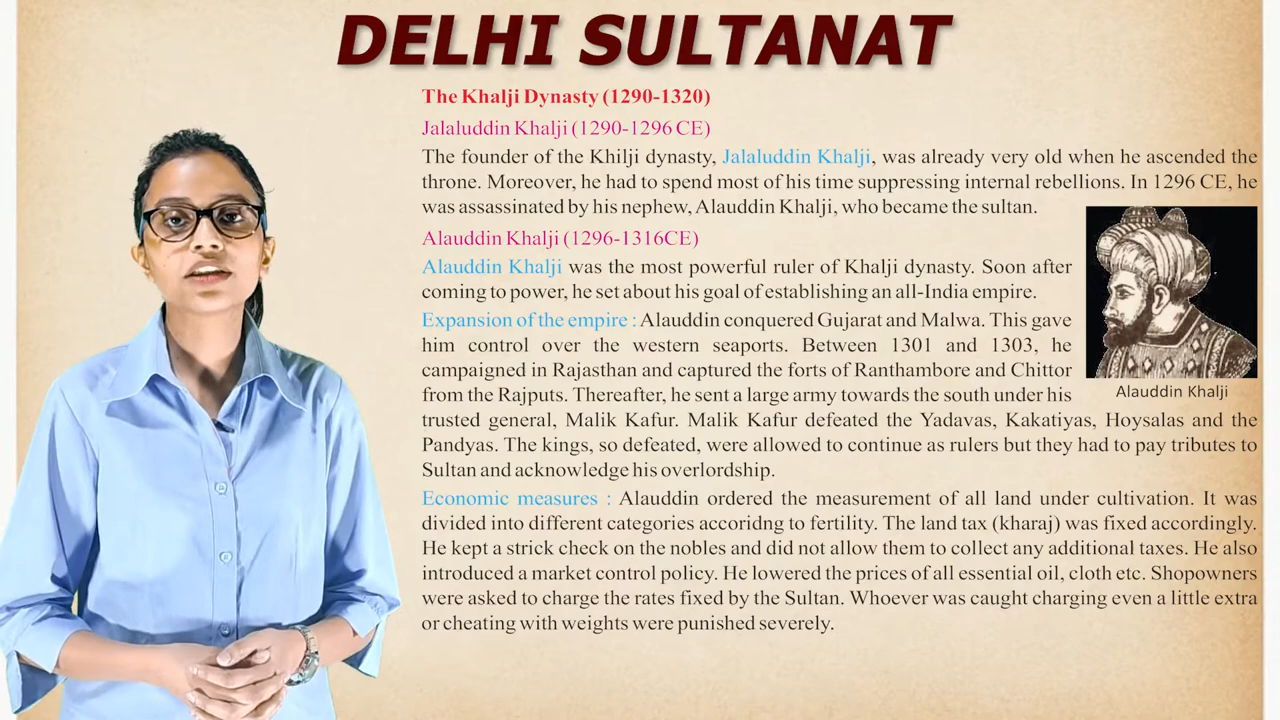 DELHI SULTANAT
The Khalji Dynasty (1290-1320)
Jalaluddin Khalji (1290-1296 CE)
The founder of the Khilji dynasty, Jalaluddin Khalji, was already very old when he ascended the
throne. Moreover, he had to spend most of his time suppressing internal rebellions. In 1296 CE, he
was assassinated by his nephew, Alauddin Khalji, who became the sultan.
Alauddin Khalji (1296-1316CE)
Alauddin Khalji was the most powerful ruler of Khalji dynasty. Soon after
coming to power, he set about his goal of establishing an all-India empire.
Expansion of the empire : Alauddin conquered Gujarat and Malwa. This gave
him control over the western seaports. Between 1301 and 1303, he
campaigned in Rajasthan and captured the forts of Ranthambore and Chittor
from the Rajputs. Thereafter, he sent a large army towards the south under his
trusted general, Malik Kafur. Malik Kafur defeated the Yadavas, Kakatiyas, Hoysalas and the
Pandyas. The kings, so defeated, were allowed to continue as rulers but they had to pay tributes to
Sultan and acknowledge his overlordship.
Alauddin Khalji
Economic measures : Alauddin ordered the measurement of all land under cultivation. It was
divided into different categories accoridng to fertility. The land tax (kharaj) was fixed accordingly.
He kept a strick check on the nobles and did not allow them to collect any additional taxes. He also
introduced a market control policy. He lowered the prices of all essential oil, cloth etc. Shopowners
were asked to charge the rates fixed by the Sultan. Whoever was caught charging even a little extra
or cheating with weights were punished severely.